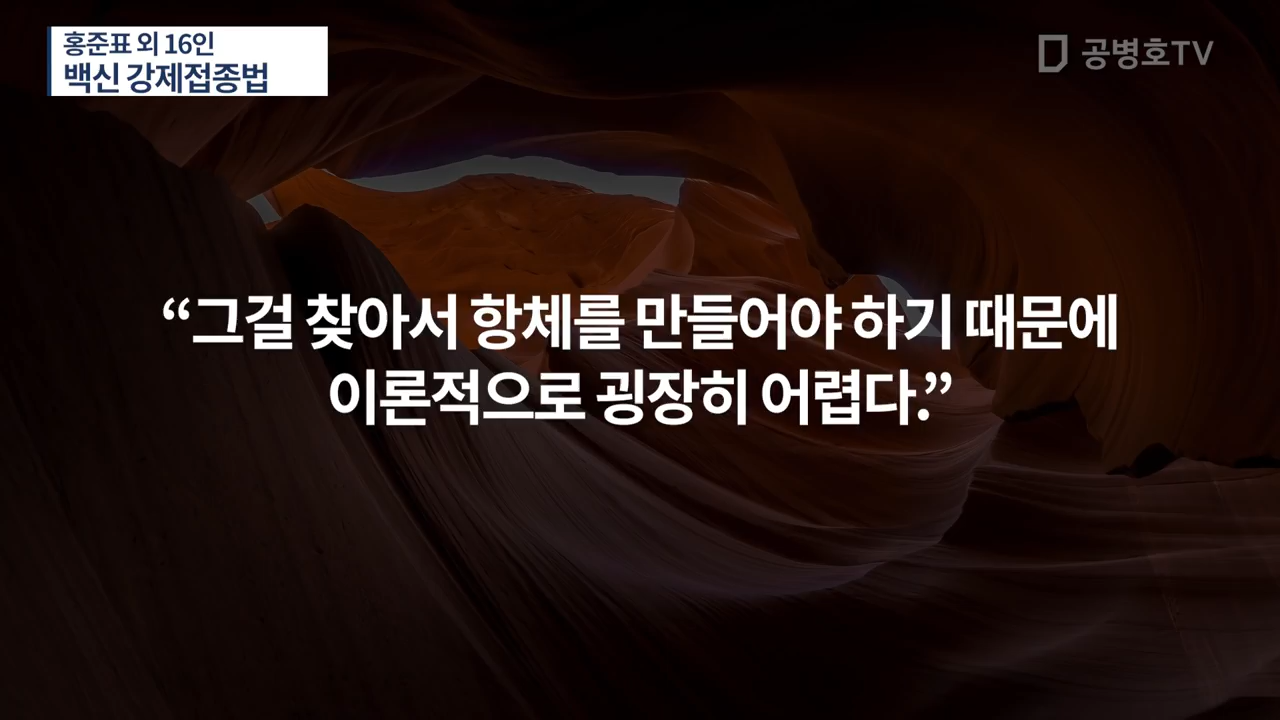 홍준표 외 16인
백신 강제접종법
공병호TV
“그걸 찾아서 항체를 만들어야 하기 때문에
이론적으로 굉장히 어렵다.”